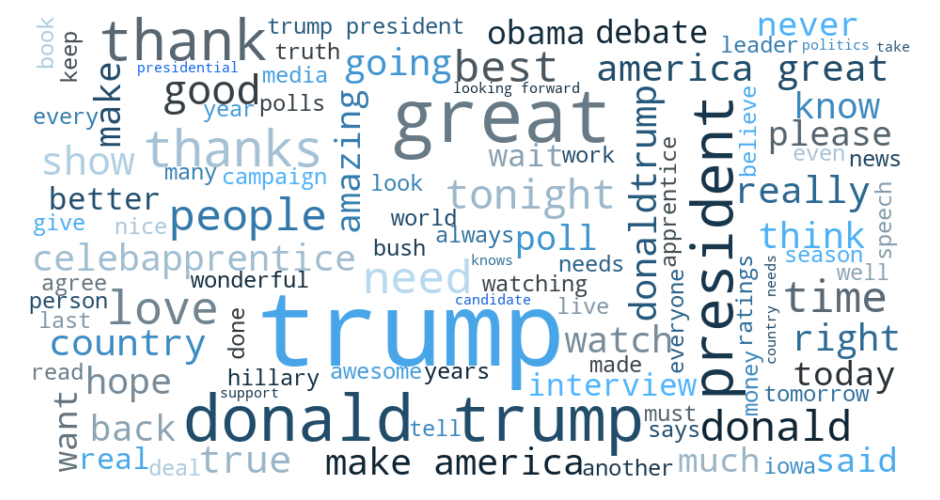 book
keep
make
thank
trump president
truth
obama
debate
never
leader
politics
take
presidential
good
media
polls
year
going
best
looking forward
america
great
every
show
thanks
amazing
great
wait
work
know
please
even
news
believe
president
donaldtrump
apprentice
many
campaign
look
tonight
really
better
give
nice
people
world
bush
always
poll
think
season
speech
celebapprentice
wonderful
knows
needs
need
watching
well
agree
person
last
love
done
trump
candidate
live
everyone
ratings
country needs
time
country
watch
right
read
hope
hillary
support
awesome
years
made
interview
money
today
tomorrow
want
back
donald trump
tell
must
says
donald
real
deal
true
make america
another
much
iowa
said